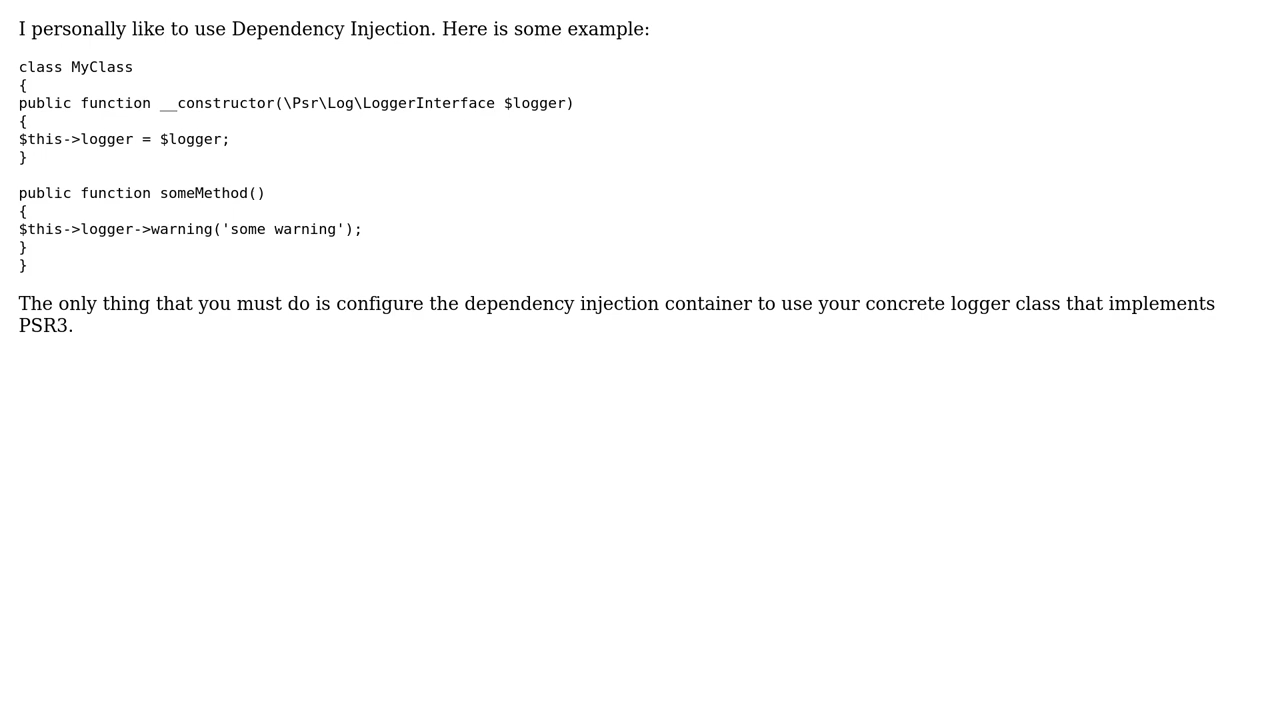 I personally like to use Dependency Injection. Here is some example:
class MyClass
{
public function __constructor(\Psr\Log\LoggerInterface $logger)
{
$this->logger = $logger;
}
public function someMethod()
{
$this->logger->warning('some warning');
}
}
The only thing that you must do is configure the dependency injection container to use your concrete logger class that implements
PSR3.